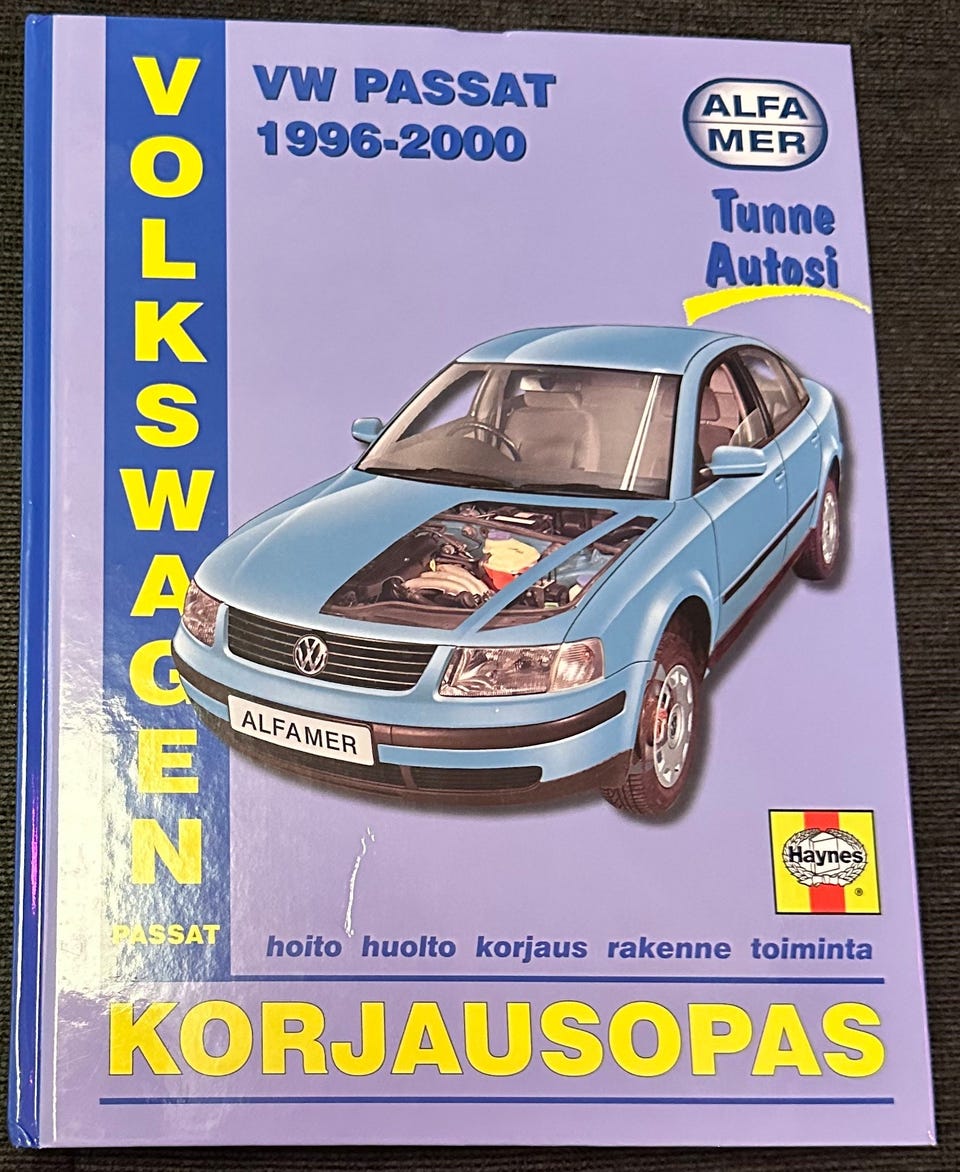 VOLKSWAGEN
PASSAT
VW PASSAT
1996-2000
ALFA
MER
Tunne
Autosi
ALFAMER
Haynes
®
hoito huolto korjaus rakenne toiminta
KORJAUSOPAS